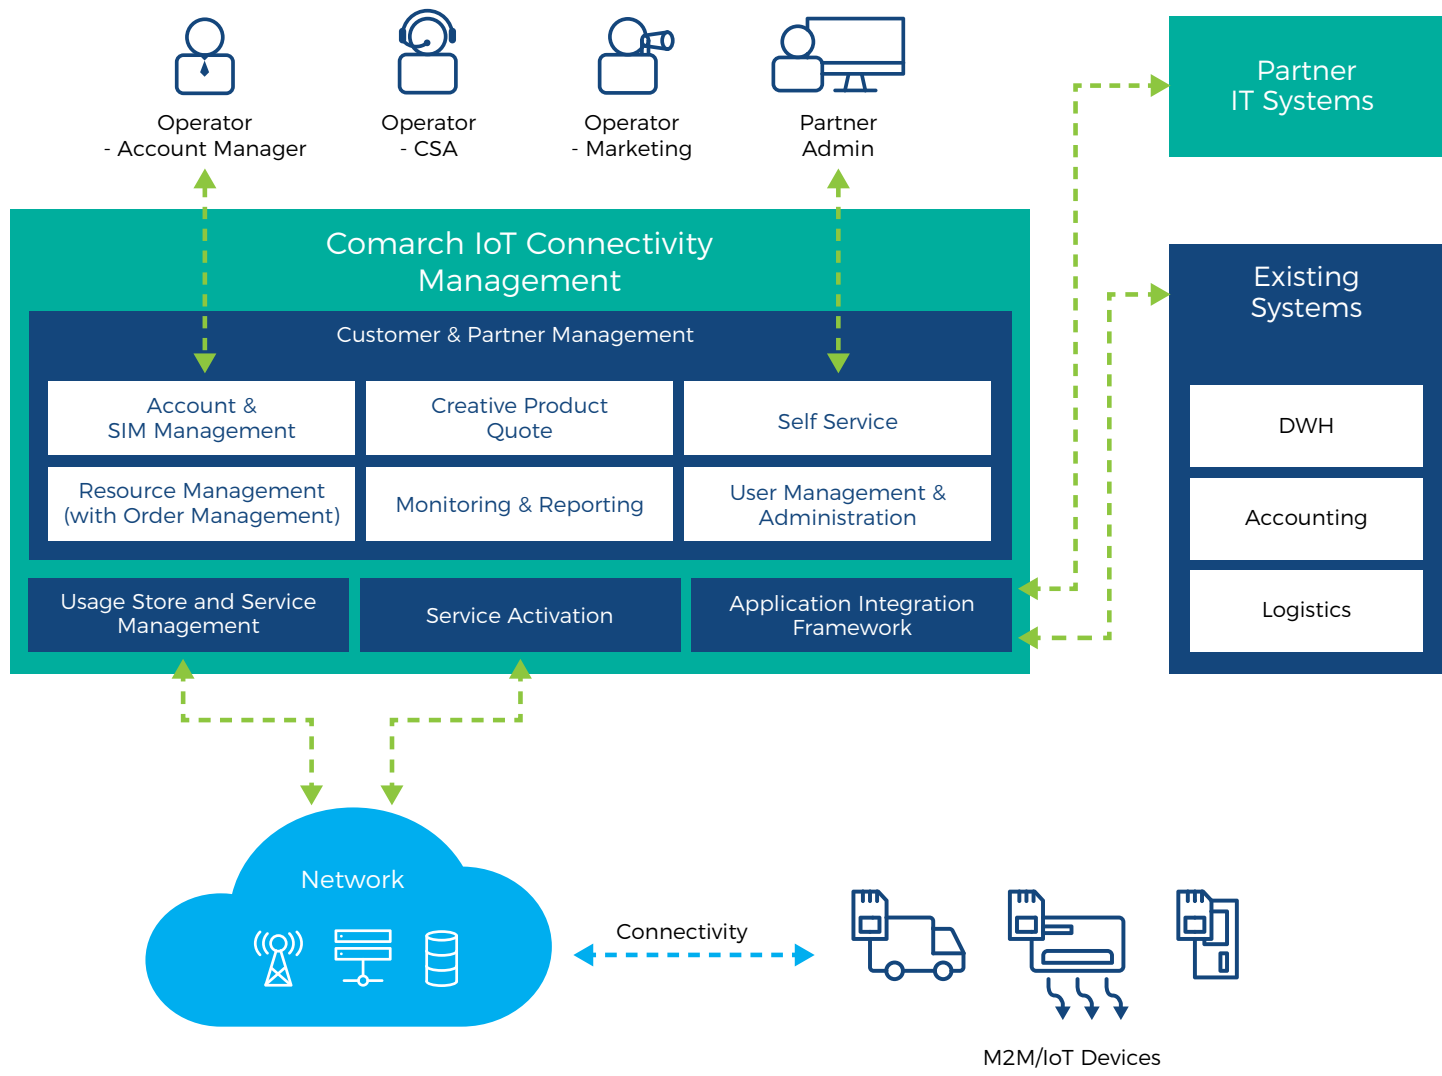 Operator
- Account Manager
Operator
- CSA
Operator
- Marketing
Partner
Admin
Partner
IT Systems
Comarch IoT Connectivity
Management
Customer & Partner Management
Account &
SIM Management
Creative Product
Quote
Self Service
Resource Management
(with Order Management)
Monitoring & Reporting
User Management &
Administration
Usage Store and Service
Management
Service Activation
Application Integration
Framework
Existing
Systems
DWH
Accounting
Logistics
Network
Connectivity
M2M/IoT Devices